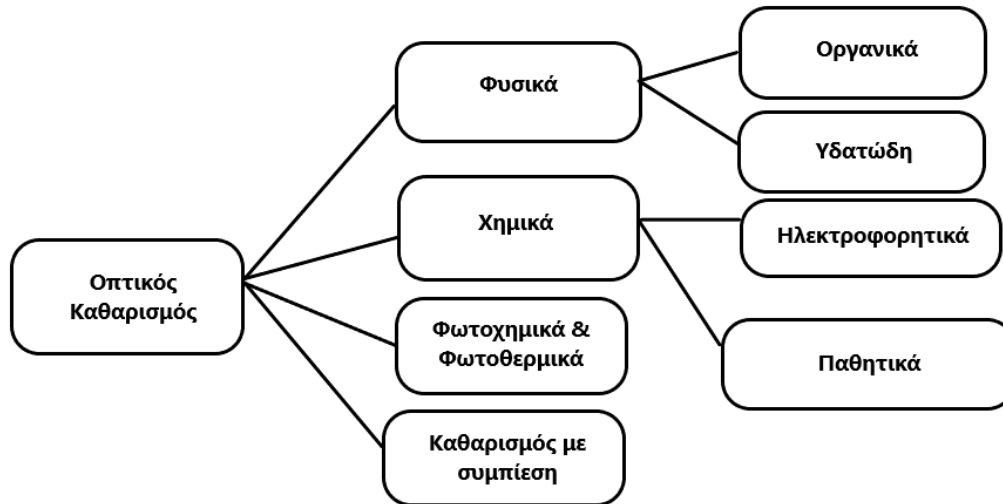 Οπτικός
Καθαρισμός
Φυσικά
Οργανικά
Υδατώδη
Χημικά
Ηλεκτροφορητικά
Παθητικά
Φωτοχημικά &
Φωτοθερμικά
Καθαρισμός με
συμπίεση